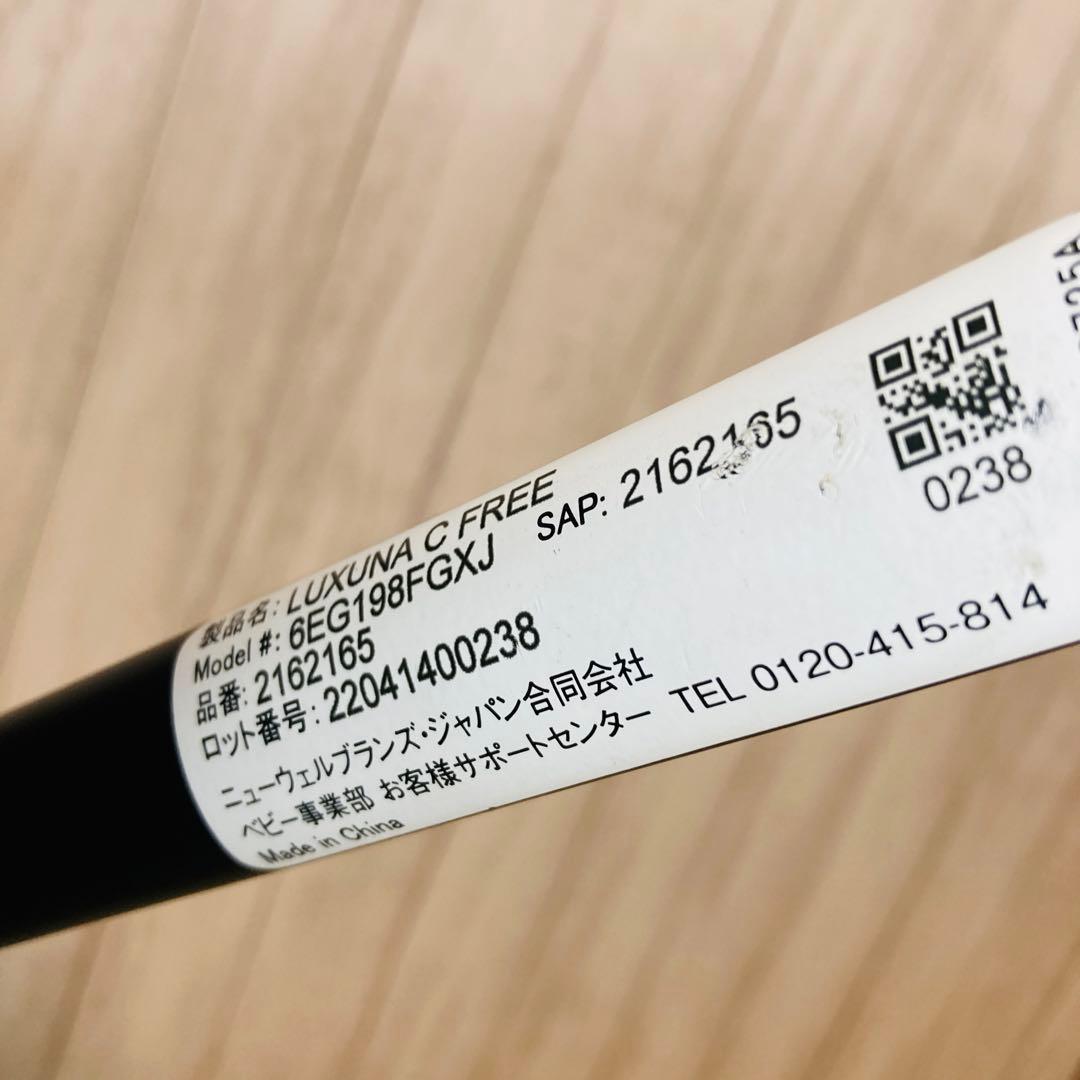 製品名: LUXUNA C FREE
Model #: 6EG198FGXJ SAP: 2162165
品番: 2162165
ロット番号: 22041400238
ニューウェルブランズ・ジャパン合同会社
ベビー事業部 お客様サポートセンター TEL 0120-415-814
Made in China
0238